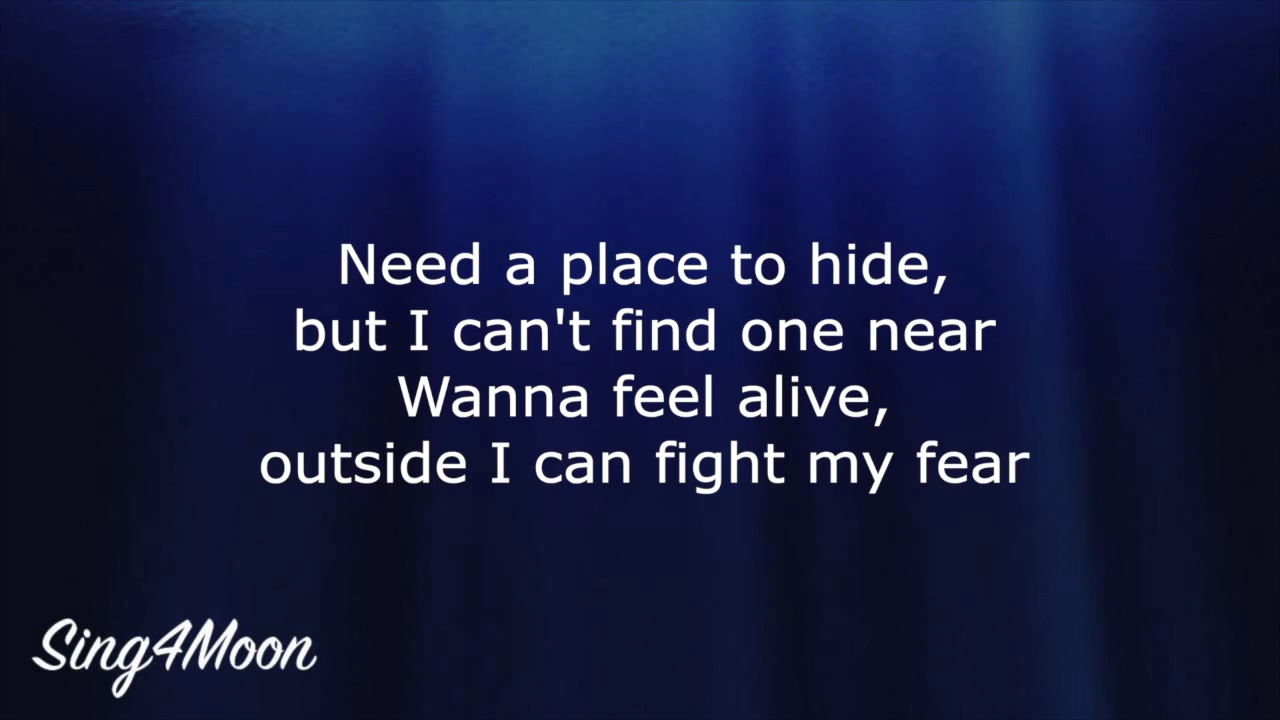 Need a place to hide,
but I can't find one near
Wanna feel alive,
outside I can fight my fear
Sing4Moon